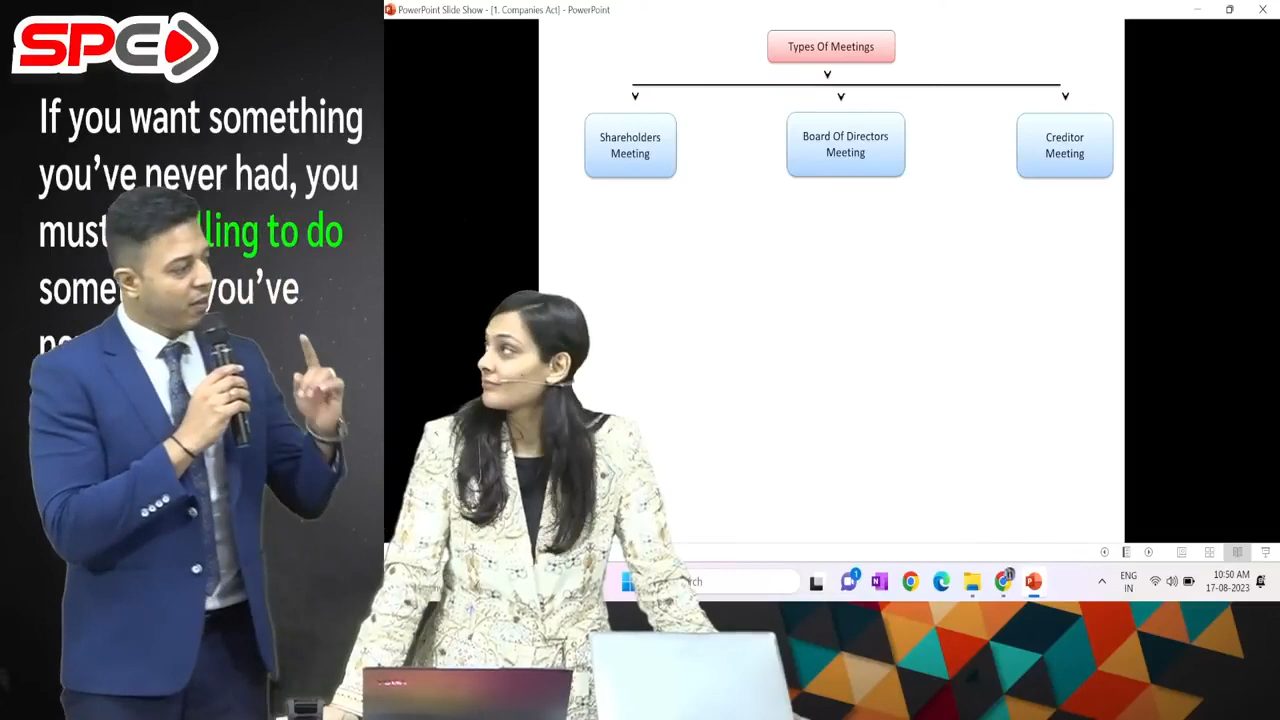 SPE
If you want something
you've never had, you
must
lling to do
some
you've
PowerPoint Slide Show - [1. Companies Act] - PowerPoint
Types Of Meetings
Shareholders
Meeting
Board Of Directors
Meeting
Creditor
Meeting
ENG
IN
10:50 AM
17-08-2023
1